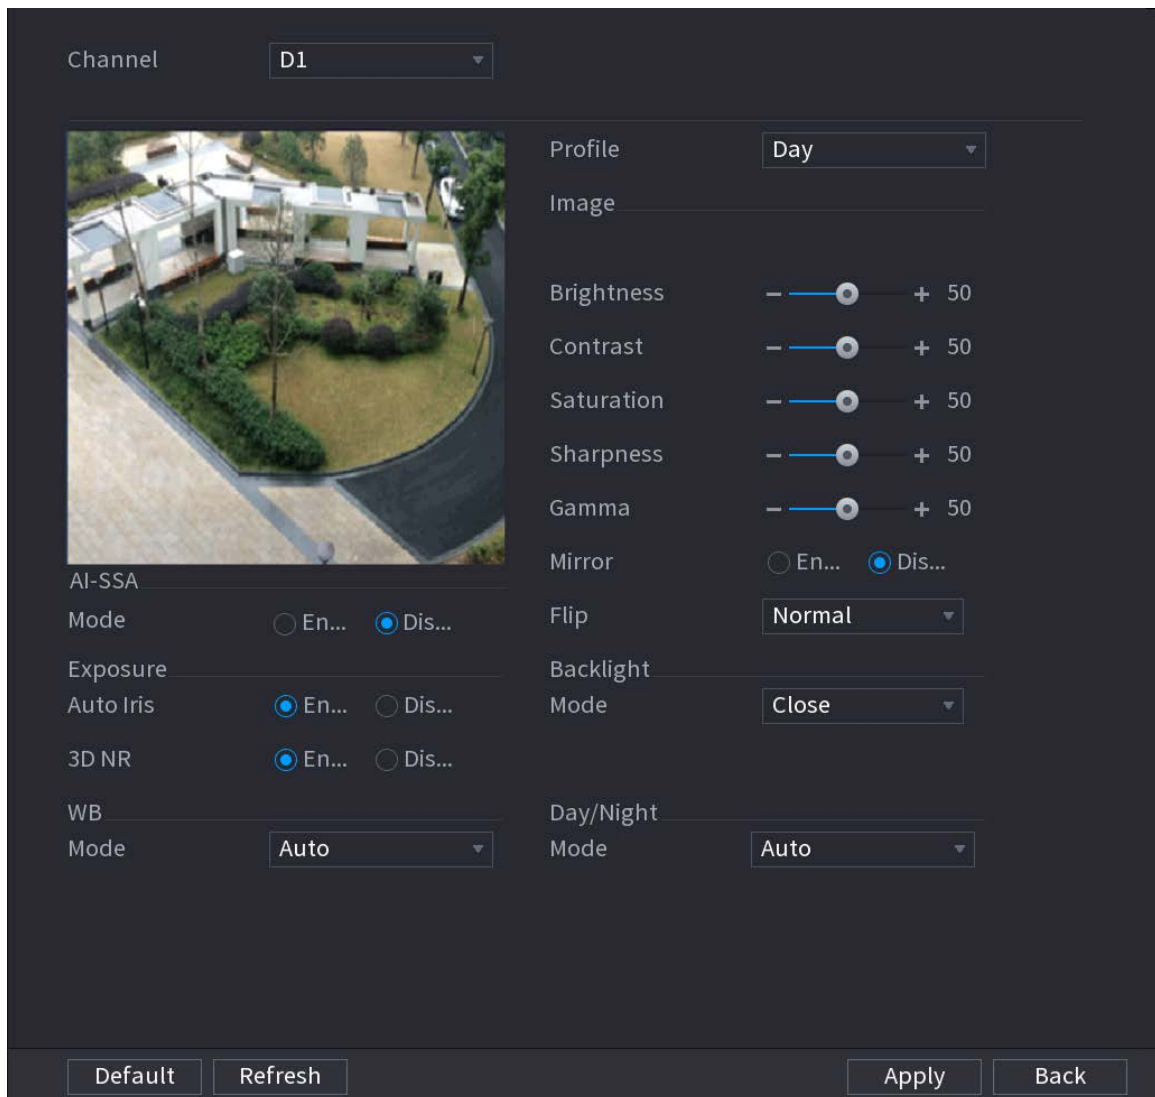 Channel D1
Profile Day
Image
Brightness 50
Contrast 50
Saturation 50
Sharpness 50
Gamma 50
Mirror En... Dis...
Flip Normal
AI-SSA
Mode En... Dis...
Exposure
Auto Iris En... Dis...
3D NR En... Dis...
Backlight
Mode Close
WB
Mode Auto
Day/Night
Mode Auto
Default Refresh Apply Back